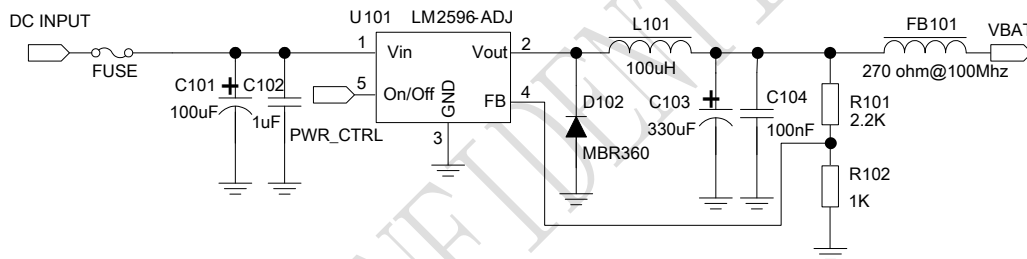 DC INPUT
FUSE
C101
100uF
C102
1uF
PWR_CTRL
U101 LM2596-ADJ
1
Vin
Vout
2
5
On/Off
GND
FB
4
3
D102
MBR360
L101
100uH
C103
330uF
C104
100nF
R101
2.2K
R102
1K
FB101
270 ohm@100Mhz
VBAT